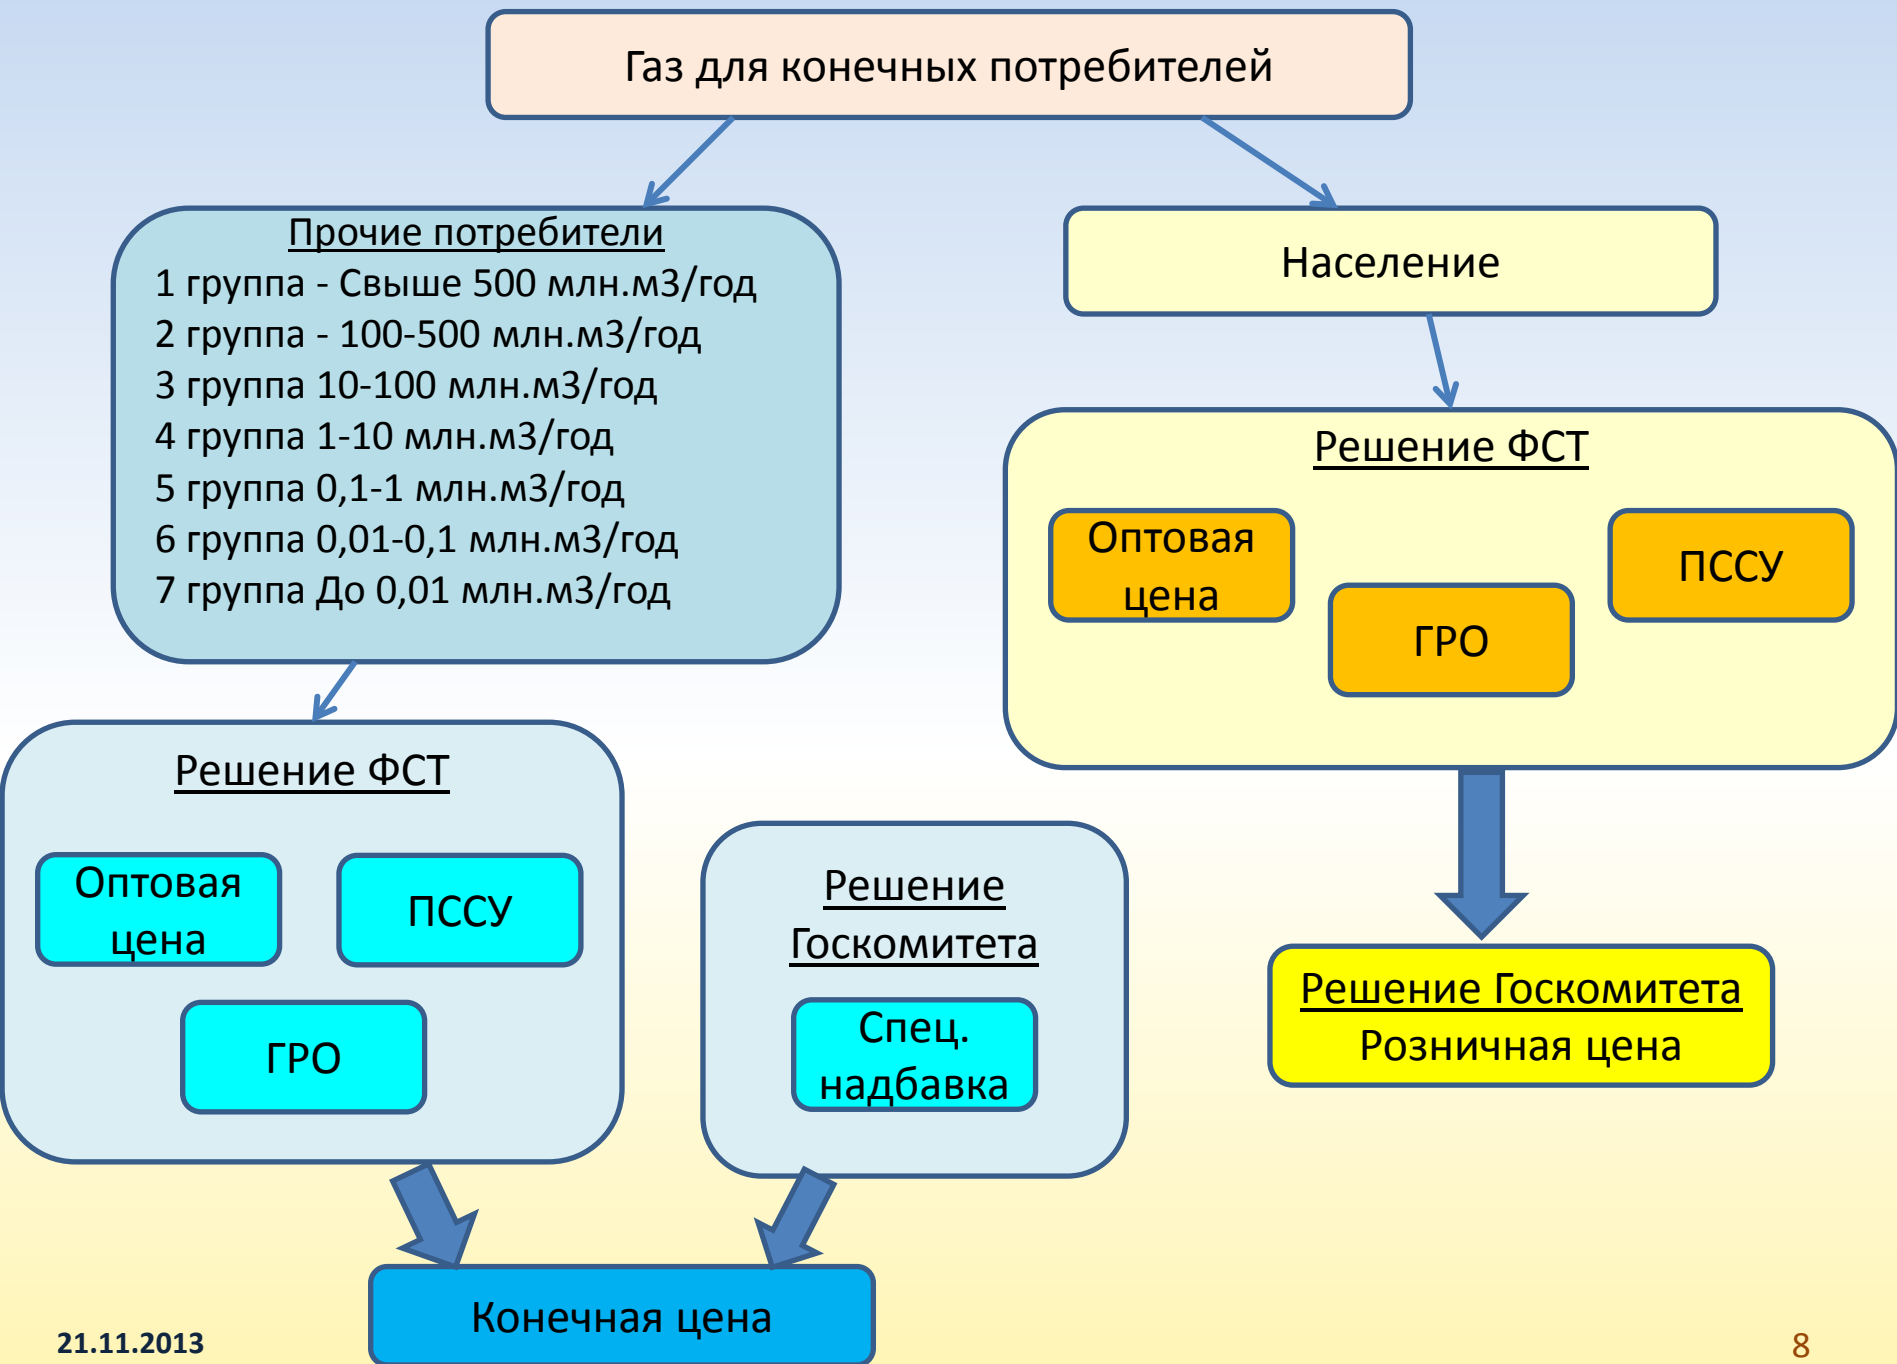 Газ для конечных потребителей
Прочие потребители
1 группа - Свыше 500 млн.м3/год
2 группа - 100-500 млн.м3/год
3 группа 10-100 млн.м3/год
4 группа 1-10 млн.м3/год
5 группа 0,1-1 млн.м3/год
6 группа 0,01-0,1 млн.м3/год
7 группа До 0,01 млн.м3/год
Население
Решение ФСТ
Оптовая
цена
ГРО
ПССУ
Решение ФСТ
Оптовая
цена
ПССУ
ГРО
Решение
Госкомитета
Спец.
надбавка
Решение Госкомитета
Розничная цена
Конечная цена
21.11.2013
8